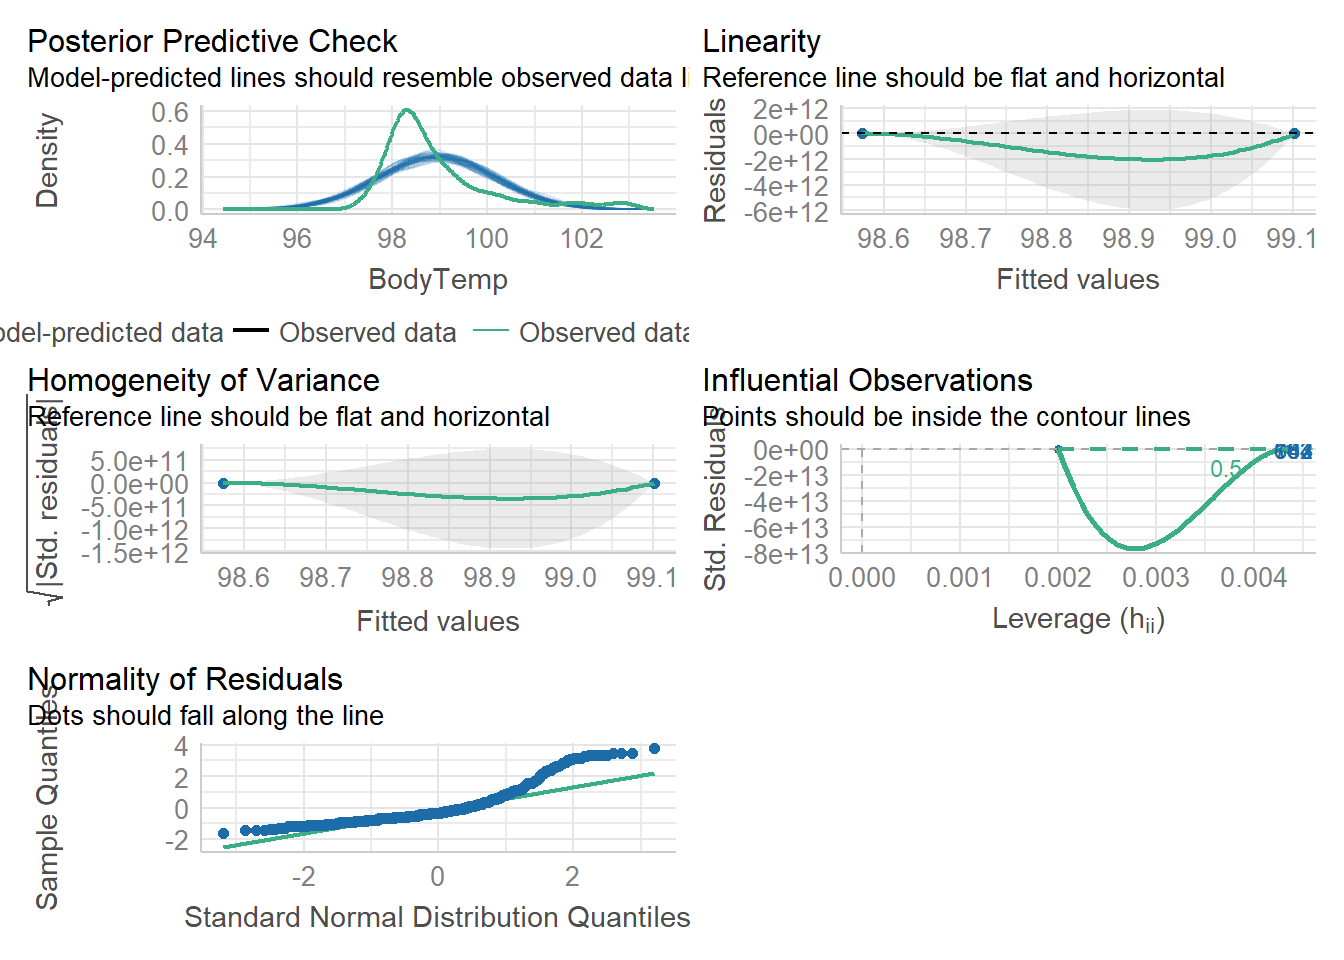 Posterior Predictive Check
Model-predicted lines should resemble observed data li
Density
0.6
0.4
0.2
0.0
94 96 98 100 102
BodyTemp
odel-predicted data Observed data Observed data
Linearity
Reference line should be flat and horizontal
Residuals
2e+12
0e+00
-2e+12
-4e+12
-6e+12
98.6 98.7 98.8 98.9 99.0 99.1
Fitted values
Homogeneity of Variance
Reference line should be flat and horizontal
√|Std. residuals|
5.0e+11
0.0e+00
-5.0e+11
-1.0e+12
-1.5e+12
98.6 98.7 98.8 98.9 99.0 99.1
Fitted values
Influential Observations
Points should be inside the contour lines
Std. Residuals
0e+00
-2e+13
-4e+13
-6e+13
-8e+13
0.5
0.000 0.001 0.002 0.003 0.004
Leverage (hii)
Normality of Residuals
Dots should fall along the line
Sample Quantiles
4
2
0
-2
-2 0 2
Standard Normal Distribution Quantiles